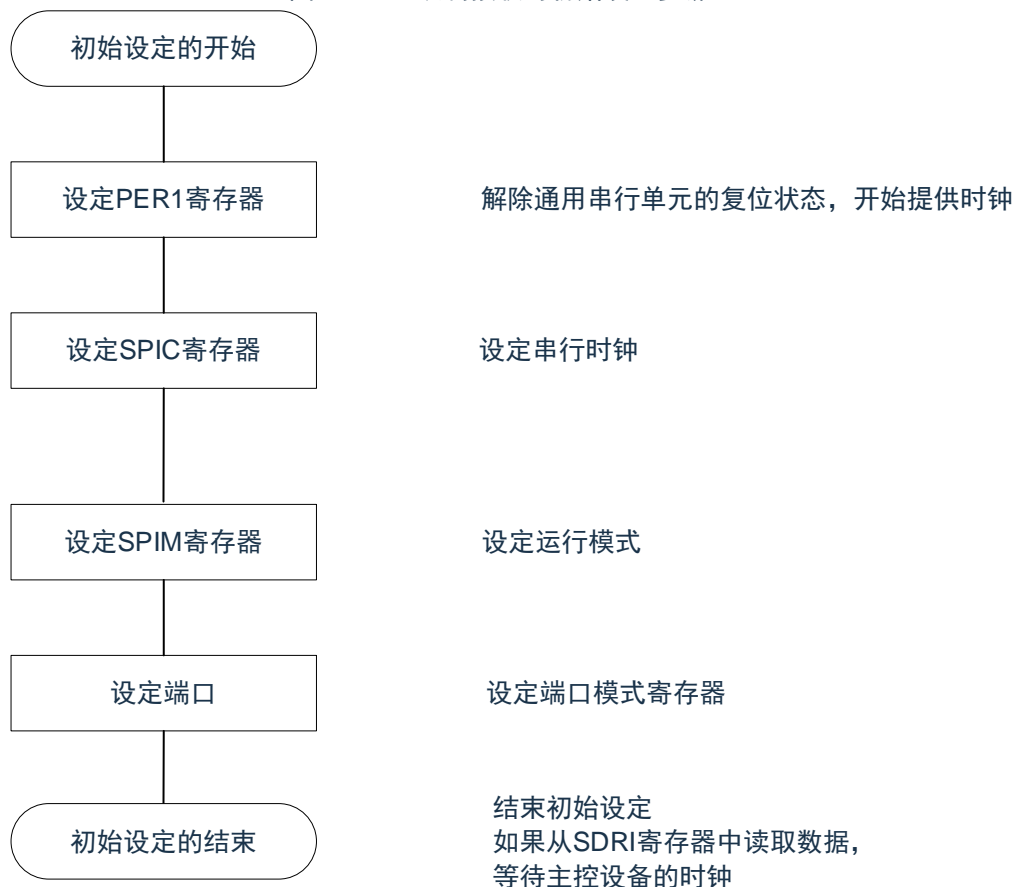 初始设定的开始
设定PER1寄存器
解除通用串行单元的复位状态，开始提供时钟
设定SPIC寄存器
设定串行时钟
设定SPIM寄存器
设定运行模式
设定端口
设定端口模式寄存器
初始设定的结束
结束初始设定
如果从SDRI寄存器中读取数据，
等待主控设备的时钟